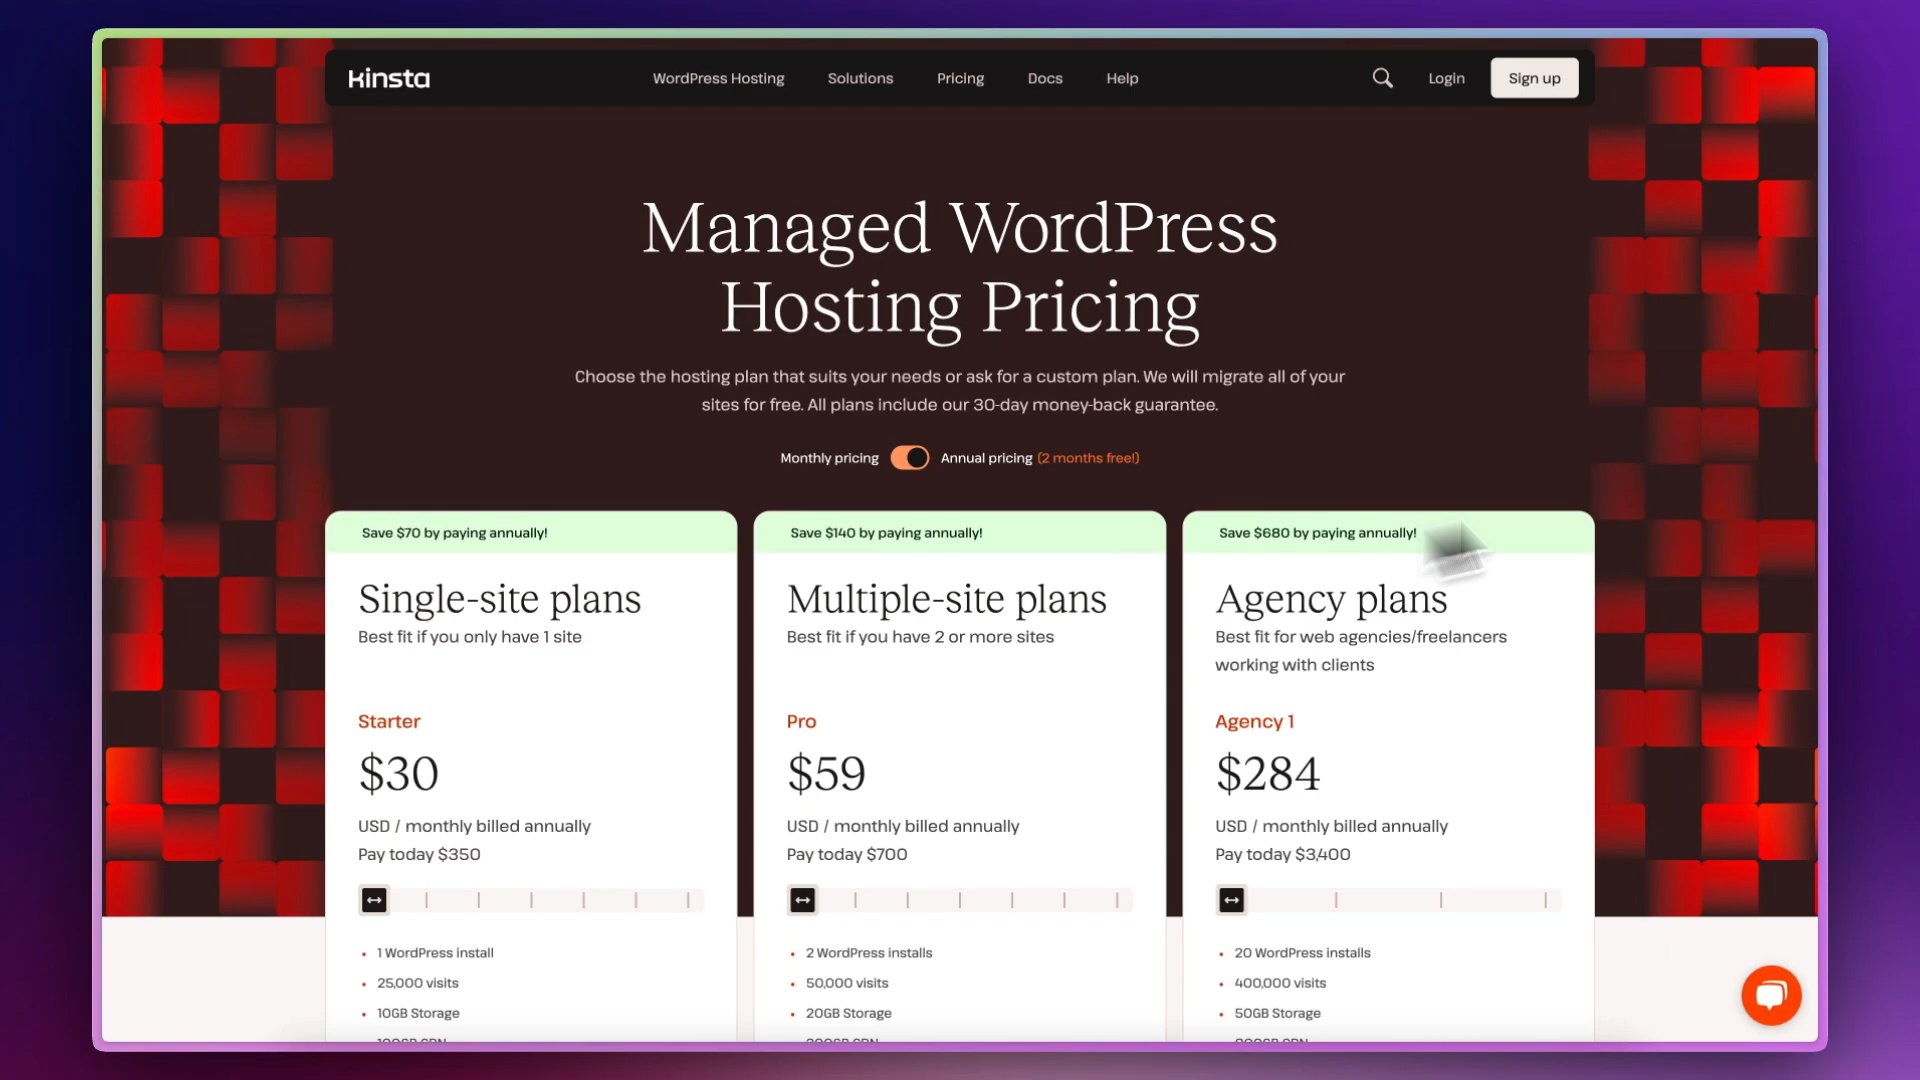 Kinsta
WordPress Hosting
Solutions
Pricing
Docs
Help
Login
Sign up
Managed WordPress
Hosting Pricing
Choose the hosting plan that suits your needs or ask for a custom plan. We will migrate all of your
sites for free. All plans include our 30-day money-back guarantee.
Monthly pricing
Annual pricing (2 months free!)
Save $70 by paying annually!
Single-site plans
Best fit if you only have 1 site
Starter
$30
USD / monthly billed annually
Pay today $350
• 1 WordPress install
• 25,000 visits
• 10GB Storage
Save $140 by paying annually!
Multiple-site plans
Best fit if you have 2 or more sites
Pro
$59
USD / monthly billed annually
Pay today $700
• 2 WordPress installs
• 50,000 visits
• 20GB Storage
Save $680 by paying annually!
Agency plans
Best fit for web agencies/freelancers
working with clients
Agency 1
$284
USD / monthly billed annually
Pay today $3,400
• 20 WordPress installs
• 400,000 visits
• 50GB Storage